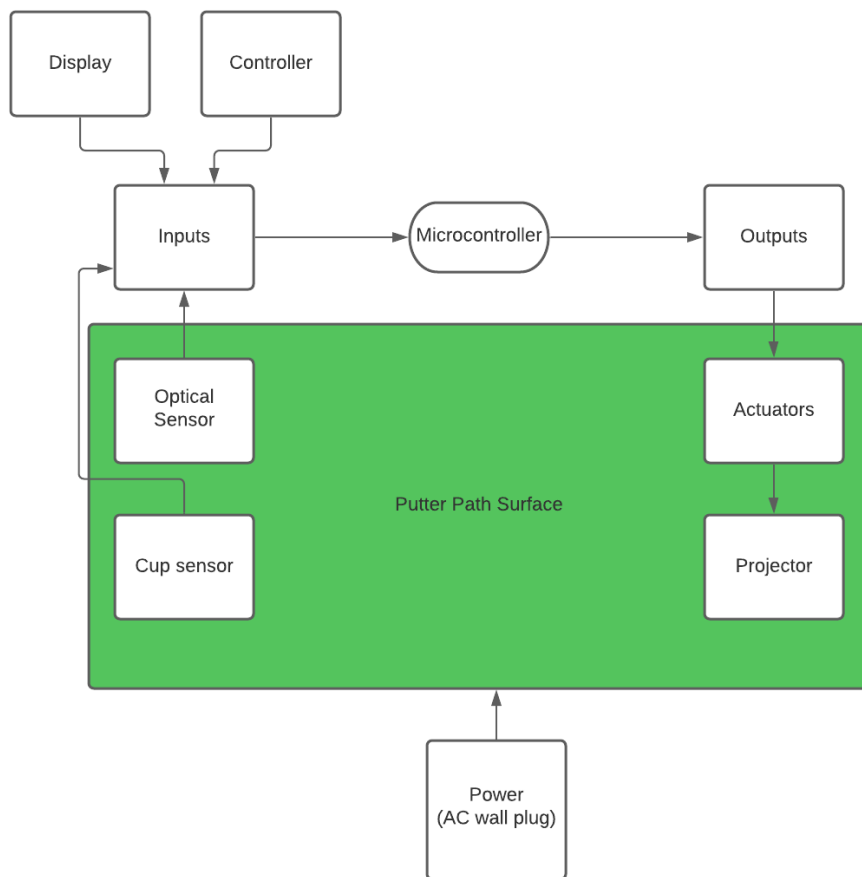 Display
Controller
Inputs
Microcontroller
Outputs
Optical
Sensor
Actuators
Putter Path Surface
Cup sensor
Projector
Power
(AC wall plug)